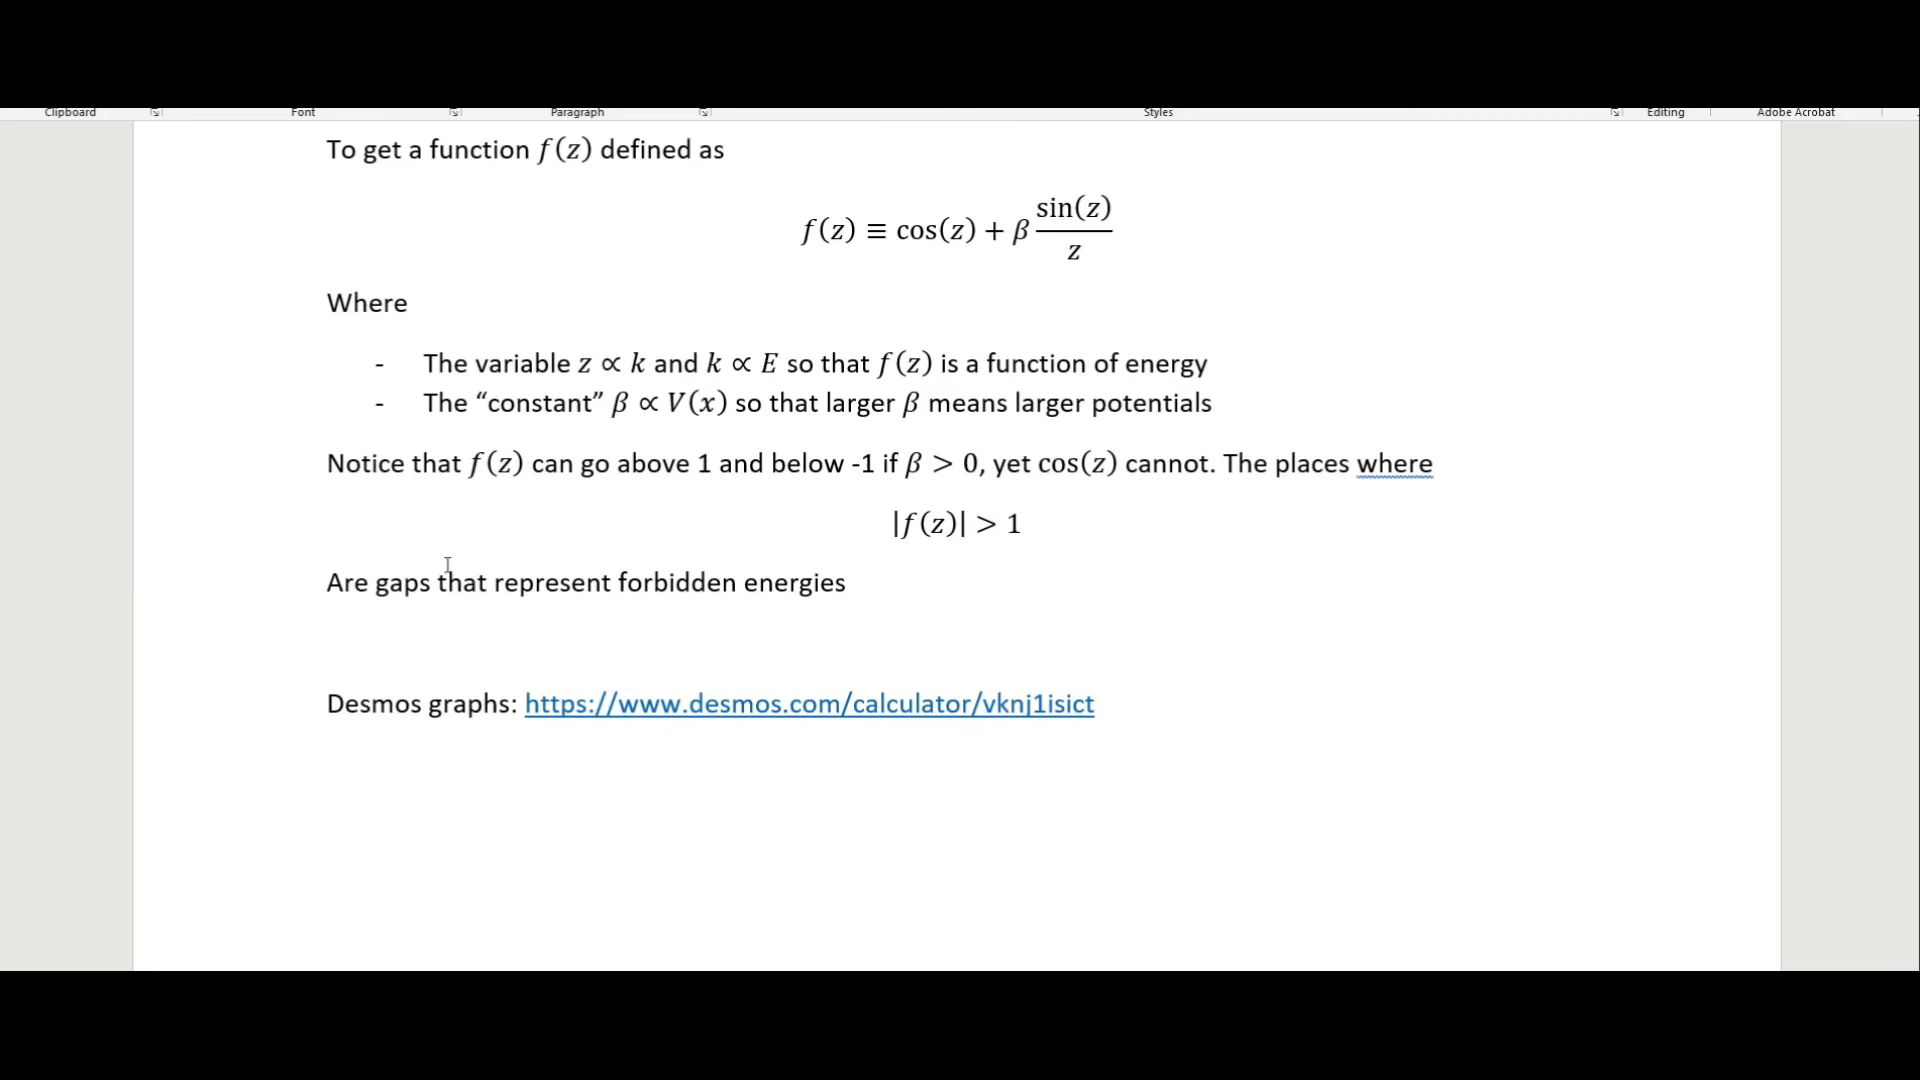 Clipboard Font Paragraph Styles Editing Adobe Acrobat
To get a function f(z) defined as
f(z) ≡ cos(z) + β sin(z)/z
Where
- The variable z ∝ k and k ∝ E so that f(z) is a function of energy
- The “constant” β ∝ V(x) so that larger β means larger potentials
Notice that f(z) can go above 1 and below -1 if β > 0, yet cos(z) cannot. The places where
|f(z)| > 1
Are gaps that represent forbidden energies
Desmos graphs: https://www.desmos.com/calculator/vknj1isict